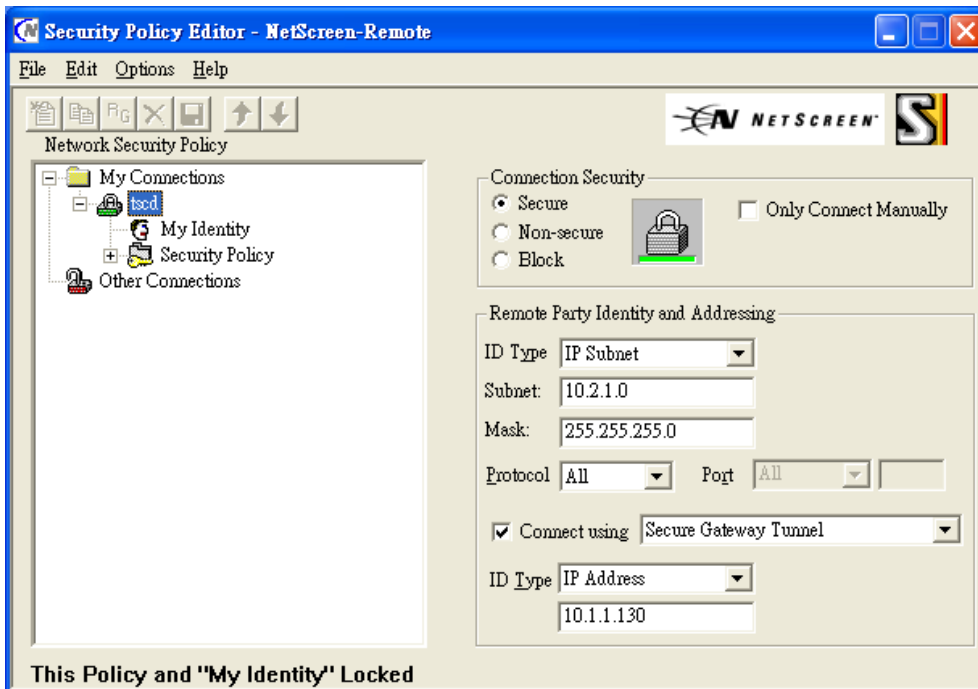 Security Policy Editor - NetScreen-Remote
File Edit Options Help
NETSCREEN
Network Security Policy
My Connections
tscd
My Identity
Security Policy
Other Connections
Connection Security
Secure
Non-secure
Block
Only Connect Manually
Remote Party Identity and Addressing
ID Type IP Subnet
Subnet: 10.2.1.0
Mask: 255.255.255.0
Protocol All Port All
Connect using Secure Gateway Tunnel
ID Type IP Address
10.1.1.130
This Policy and "My Identity" Locked